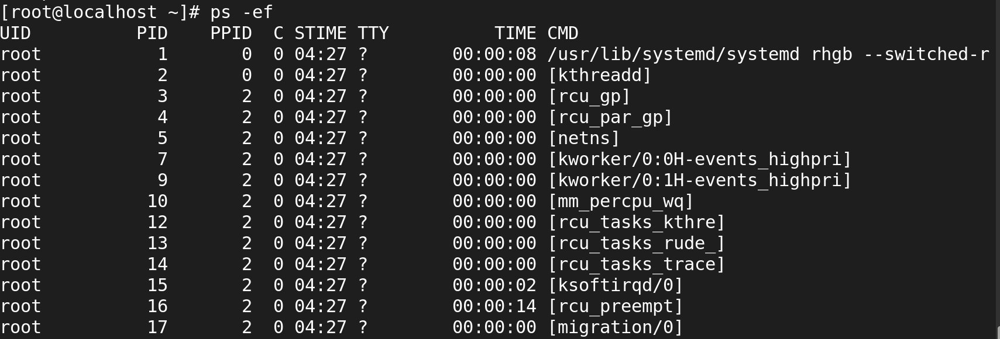 [root@localhost ~]# ps -ef
UID          PID    PPID  C STIME TTY          TIME CMD
root           1       0  0 04:27 ?        00:00:08 /usr/lib/systemd/systemd rhgb --switched-r
root           2       0  0 04:27 ?        00:00:00 [kthreadd]
root           3       2  0 04:27 ?        00:00:00 [rcu_gp]
root           4       2  0 04:27 ?        00:00:00 [rcu_par_gp]
root           5       2  0 04:27 ?        00:00:00 [netns]
root           7       2  0 04:27 ?        00:00:00 [kworker/0:0H-events_highpri]
root           9       2  0 04:27 ?        00:00:00 [kworker/0:1H-events_highpri]
root          10       2  0 04:27 ?        00:00:00 [mm_percpu_wq]
root          12       2  0 04:27 ?        00:00:00 [rcu_tasks_kthre]
root          13       2  0 04:27 ?        00:00:00 [rcu_tasks_rude_]
root          14       2  0 04:27 ?        00:00:00 [rcu_tasks_trace]
root          15       2  0 04:27 ?        00:00:02 [ksoftirqd/0]
root          16       2  0 04:27 ?        00:00:14 [rcu_preempt]
root          17       2  0 04:27 ?        00:00:00 [migration/0]